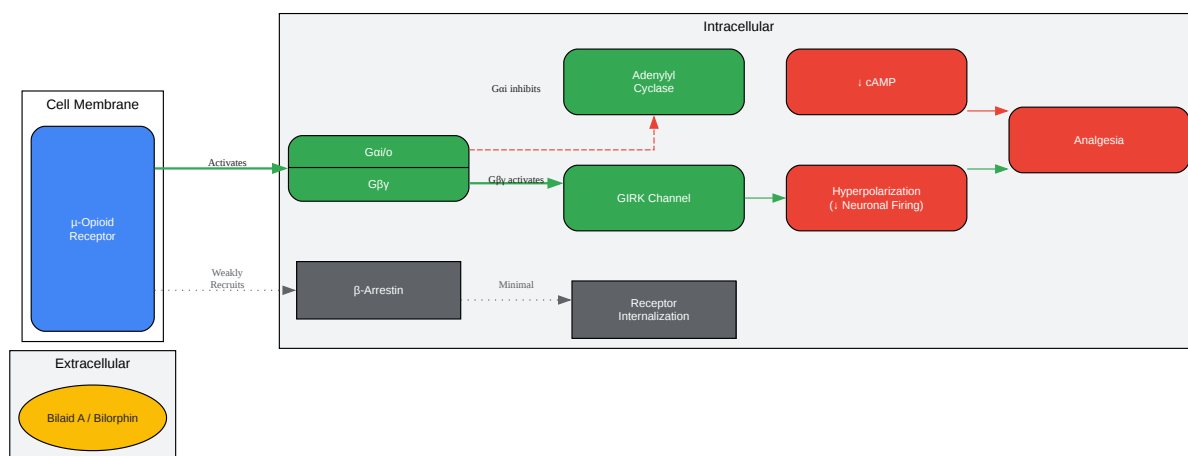 Intracellular
Cell Membrane
μ-Opioid
Receptor
Activates
Gαi/o
Gβγ
Gαi inhibits
Adenylyl
Cyclase
↓ cAMP
Analgesia
Gβγ activates
GIRK Channel
Hyperpolarization
(↓ Neuronal Firing)
Weakly
Recruits
β-Arrestin
Minimal
Receptor
Internalization
Extracellular
Bilaid A / Bilorphin